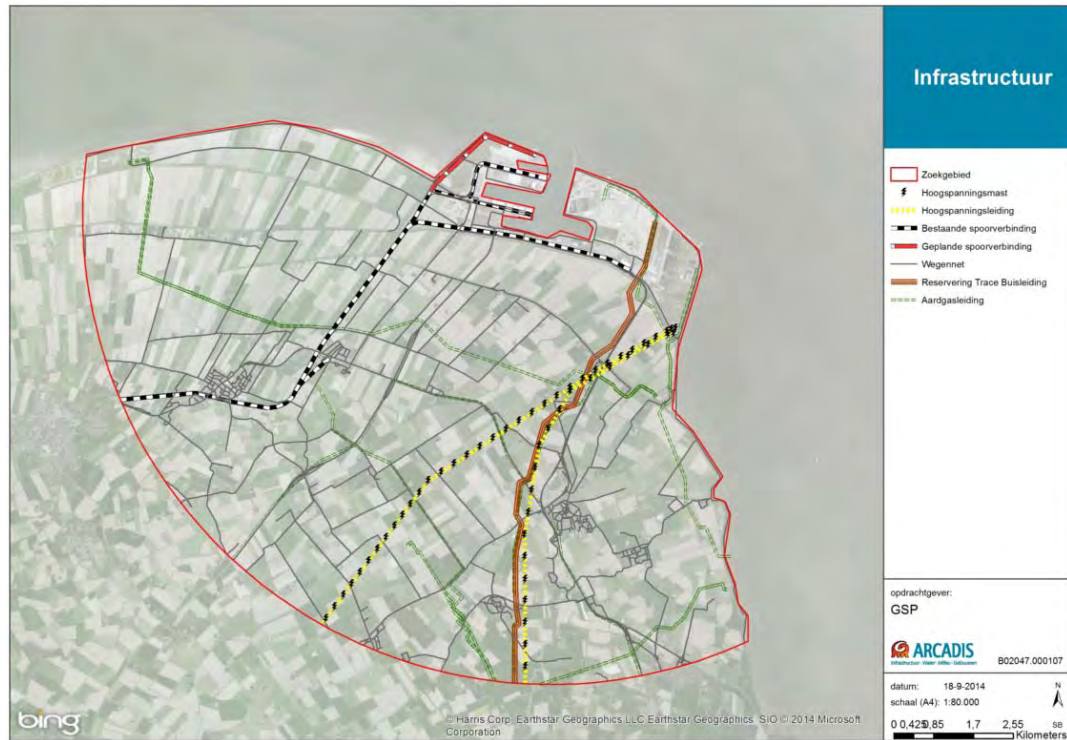 Infrastructuur
Zoekgebied
Hoogspanningsmast
Hoogspanningsleiding
Bestaande spoorverbinding
Geplande spoorverbinding
Wegennet
Reservering Trace Buisleiding
Aardgasleiding
opdrachtgever:
GSP
ARCADIS
Infrastructuur · Water · Milieu · Gebouwen
B02047.000107
datum: 18-9-2014
schaal (A4): 1:80.000
N
0 0,425 0,85 1,7 2,55 SB
Kilometers
bing
© Harris Corp, Earthstar Geographics LLC Earthstar Geographics SIO © 2014 Microsoft
Corporation